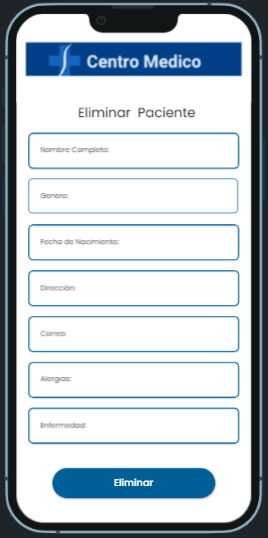 Centro Medico
Eliminar Paciente
Nombre Completo:
Genero:
Fecha de Nacimiento:
Dirección:
Correo:
Alergias:
Enfermedad:
Eliminar